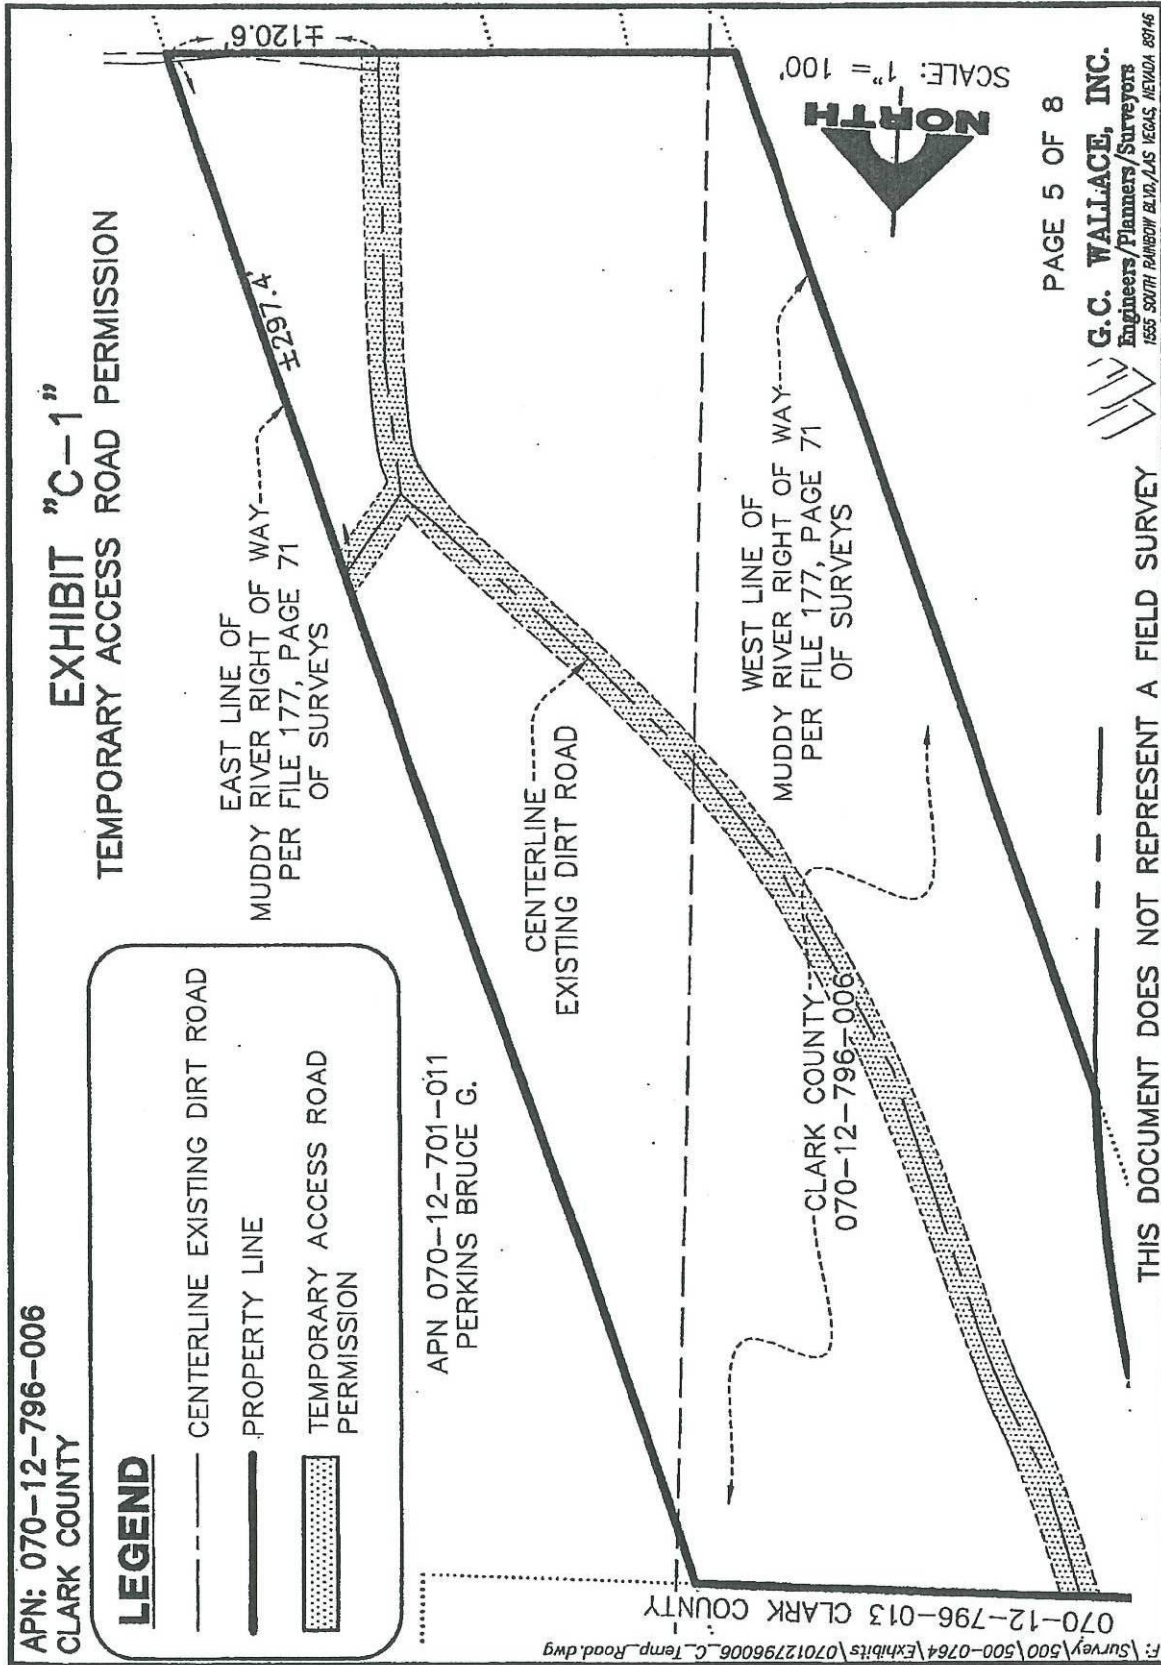 APN: 070-12-796-006
CLARK COUNTY
EXHIBIT "C-1"
TEMPORARY ACCESS ROAD PERMISSION
LEGEND
CENTERLINE EXISTING DIRT ROAD
PROPERTY LINE
TEMPORARY ACCESS ROAD
PERMISSION
EAST LINE OF
MUDDY RIVER RIGHT OF WAY
PER FILE 177, PAGE 71
OF SURVEYS
±297.4'
±120.6'
APN 070-12-701-011
PERKINS BRUCE G.
CENTERLINE
EXISTING DIRT ROAD
WEST LINE OF
MUDDY RIVER RIGHT OF WAY
PER FILE 177, PAGE 71
OF SURVEYS
CLARK COUNTY
070-12-796-006
NORTH
SCALE: 1"= 100'
070-12-796-013 CLARK COUNTY
PAGE 5 OF 8
G.C. WALLACE, INC.
Engineers/Planners/Surveyors
1555 SOUTH RAINBOW BLVD./LAS VEGAS, NEVADA 89146
THIS DOCUMENT DOES NOT REPRESENT A FIELD SURVEY
F:\Survey\500\500-0764\Exhibits\07012796006_C_Temp_Road.dwg